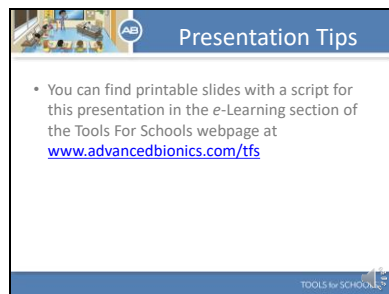 AB
Presentation Tips
• You can find printable slides with a script for
this presentation in the e-Learning section of
the Tools For Schools webpage at
www.advancedbionics.com/tfs
TOOLS for SCHOOLS